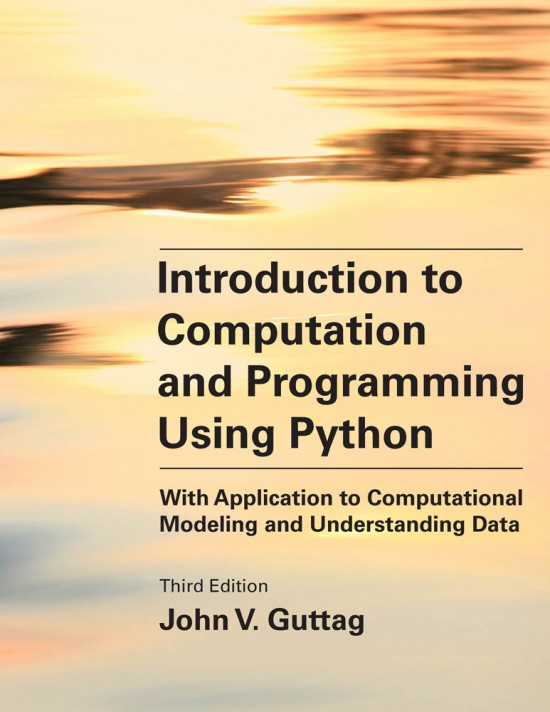 Introduction to
Computation
and Programming
Using Python
With Application to Computational
Modeling and Understanding Data
Third Edition
John V. Guttag